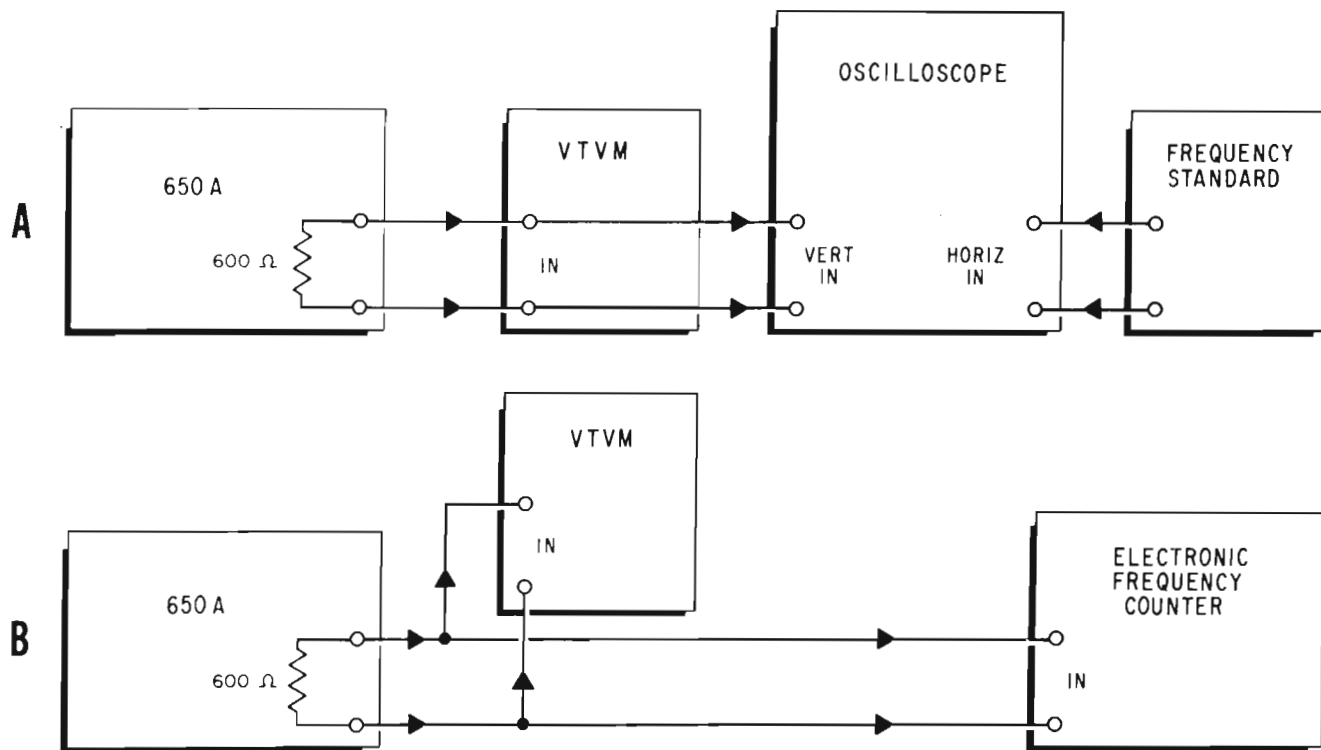 A
650 A
600 Ω
VTVM
IN
OSCILLOSCOPE
VERT
IN
HORIZ
IN
FREQUENCY
STANDARD
B
650 A
600 Ω
VTVM
IN
ELECTRONIC
FREQUENCY
COUNTER
IN